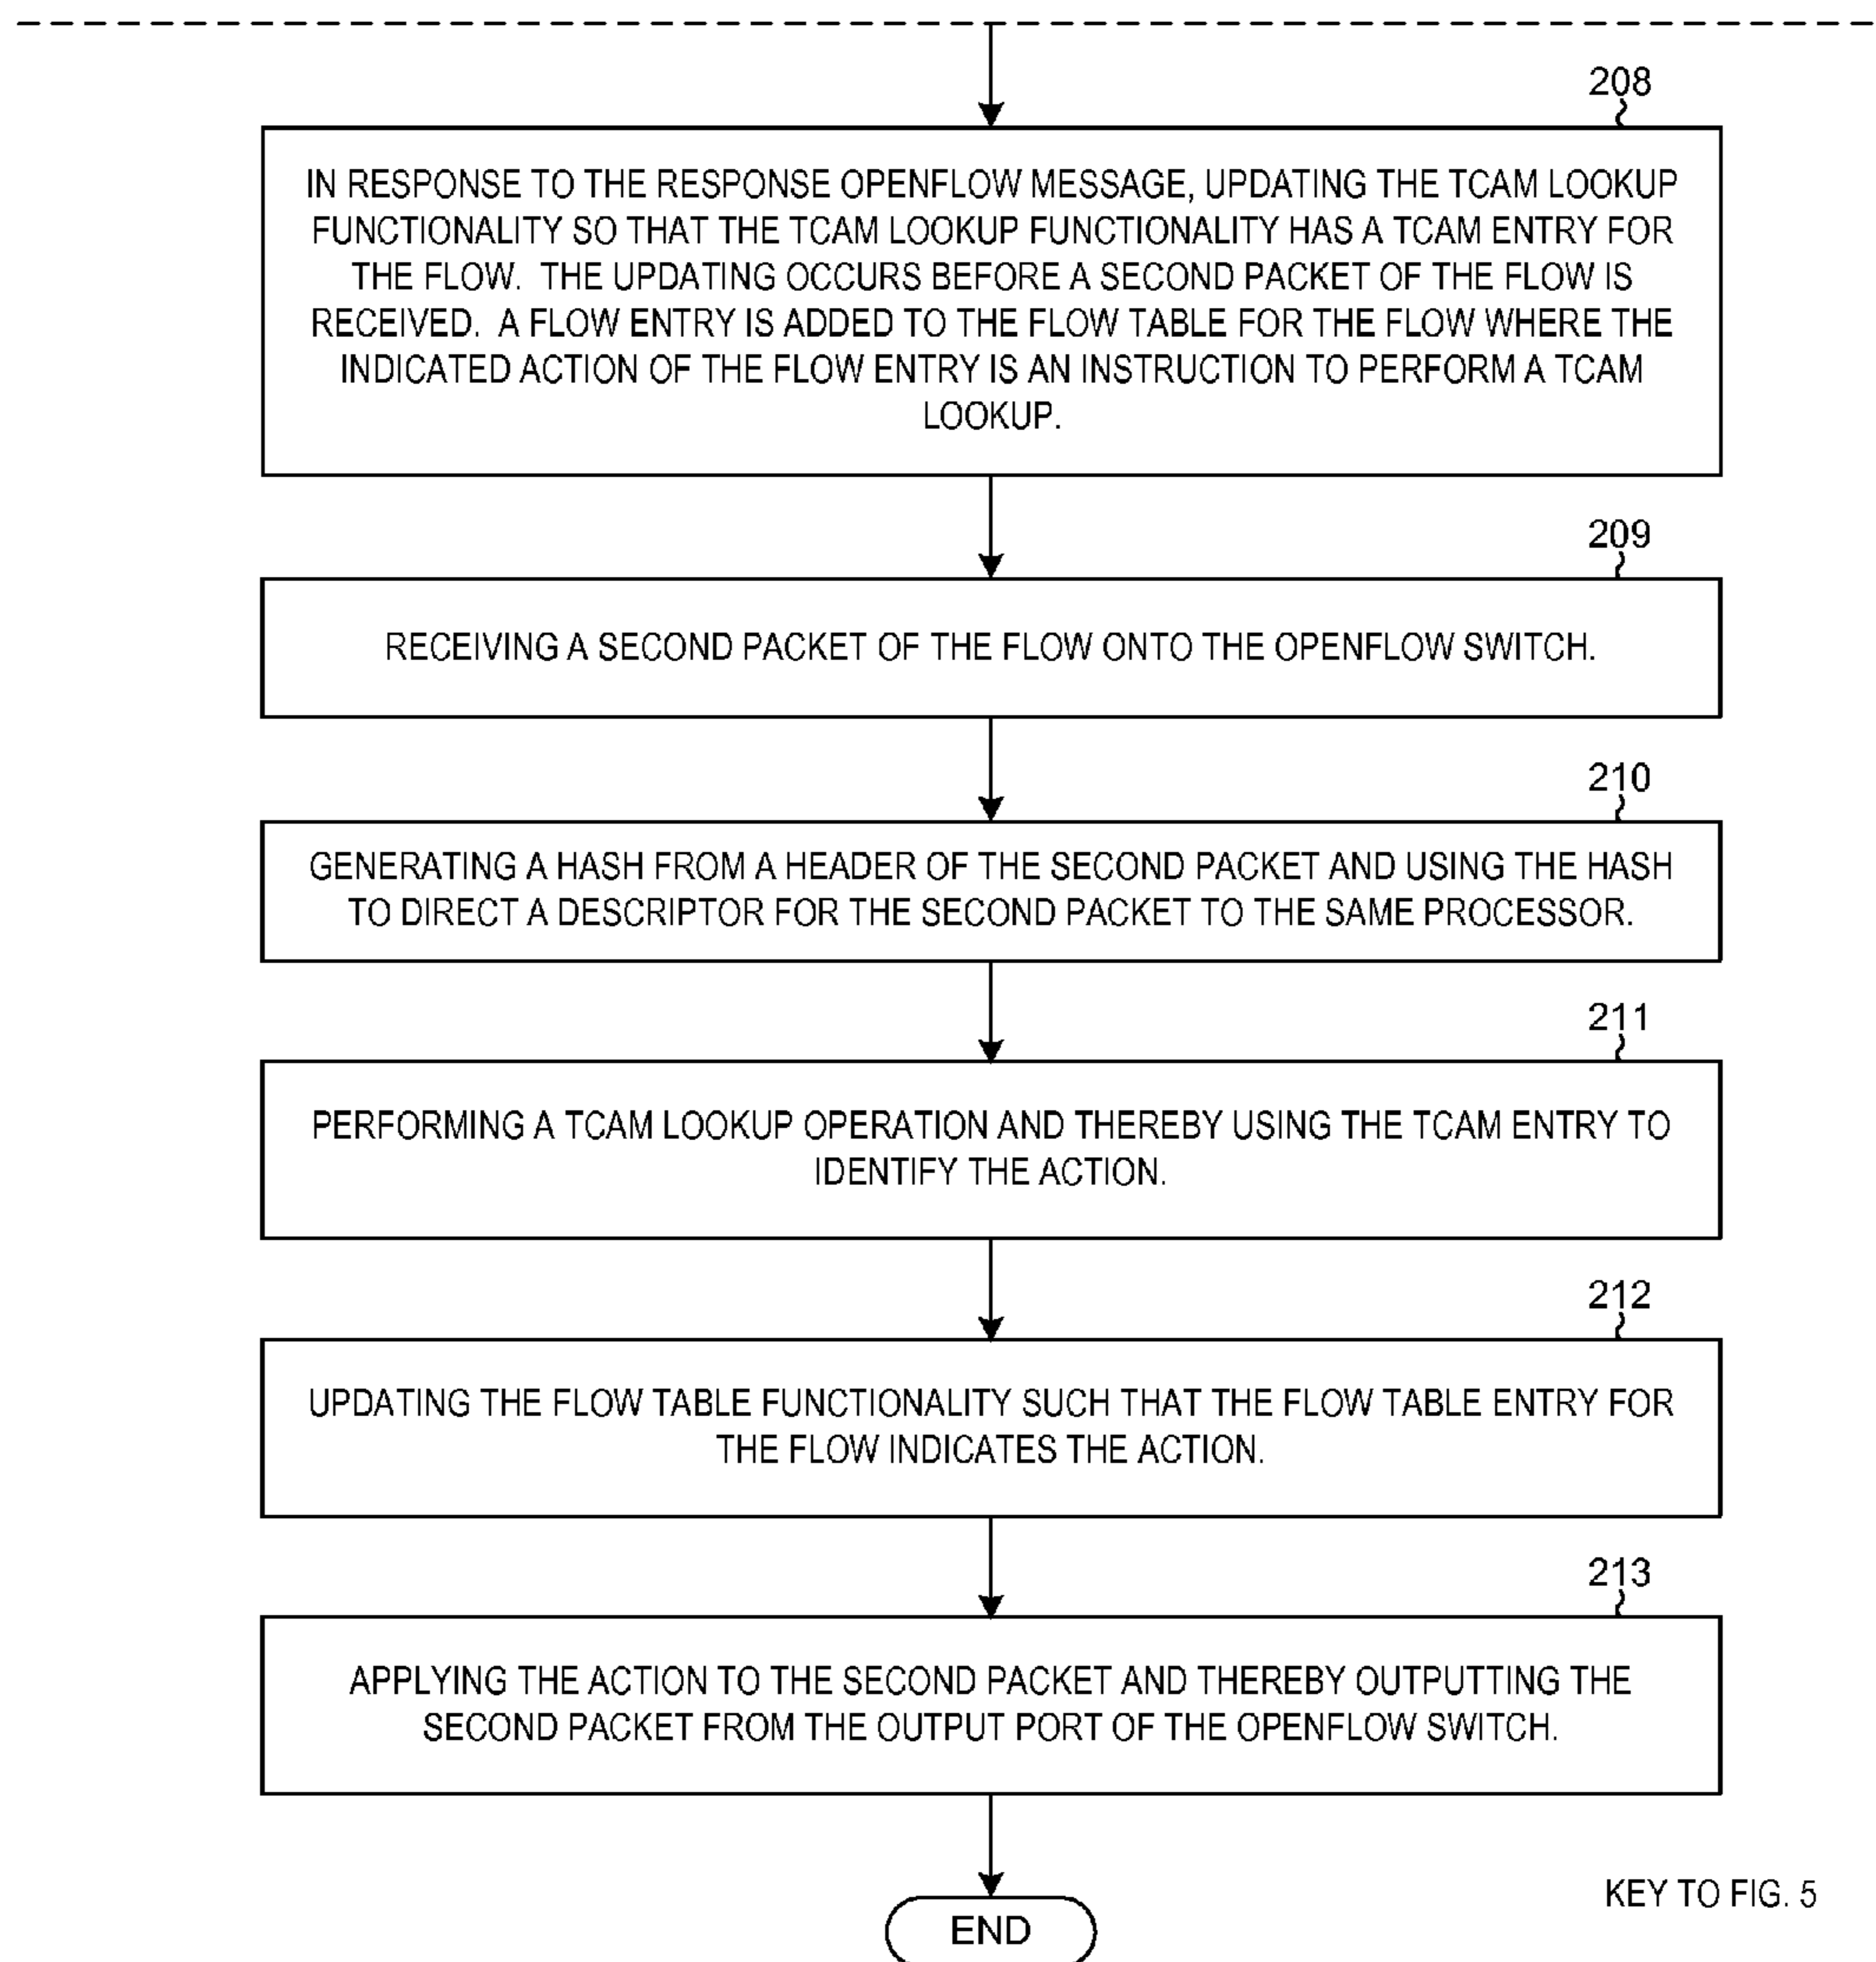 208
IN RESPONSE TO THE RESPONSE OPENFLOW MESSAGE, UPDATING THE TCAM LOOKUP
FUNCTIONALITY SO THAT THE TCAM LOOKUP FUNCTIONALITY HAS A TCAM ENTRY FOR
THE FLOW. THE UPDATING OCCURS BEFORE A SECOND PACKET OF THE FLOW IS
RECEIVED. A FLOW ENTRY IS ADDED TO THE FLOW TABLE FOR THE FLOW WHERE THE
INDICATED ACTION OF THE FLOW ENTRY IS AN INSTRUCTION TO PERFORM A TCAM
LOOKUP.
209
RECEIVING A SECOND PACKET OF THE FLOW ONTO THE OPENFLOW SWITCH.
210
GENERATING A HASH FROM A HEADER OF THE SECOND PACKET AND USING THE HASH
TO DIRECT A DESCRIPTOR FOR THE SECOND PACKET TO THE SAME PROCESSOR.
211
PERFORMING A TCAM LOOKUP OPERATION AND THEREBY USING THE TCAM ENTRY TO
IDENTIFY THE ACTION.
212
UPDATING THE FLOW TABLE FUNCTIONALITY SUCH THAT THE FLOW TABLE ENTRY FOR
THE FLOW INDICATES THE ACTION.
213
APPLYING THE ACTION TO THE SECOND PACKET AND THEREBY OUTPUTTING THE
SECOND PACKET FROM THE OUTPUT PORT OF THE OPENFLOW SWITCH.
KEY TO FIG. 5
END